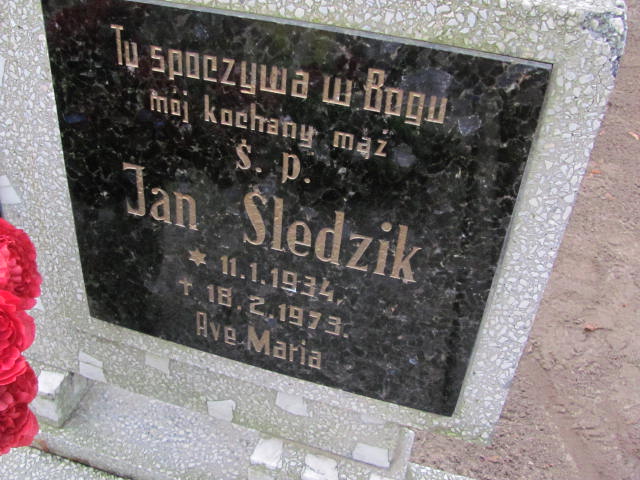 Tu spoczywa w Bogu
mój kochany mąż
ś. p.
Jan Śledzik
* 11.1.1934.
+ 18.2.1973.
Ave Maria